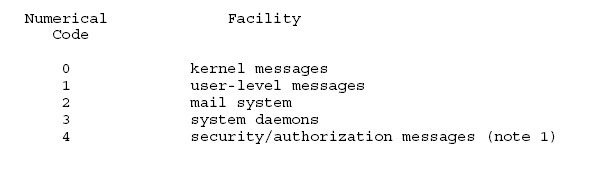 Numerical Facility
Code
0 kernel messages
1 user-level messages
2 mail system
3 system daemons
4 security/authorization messages (note 1)